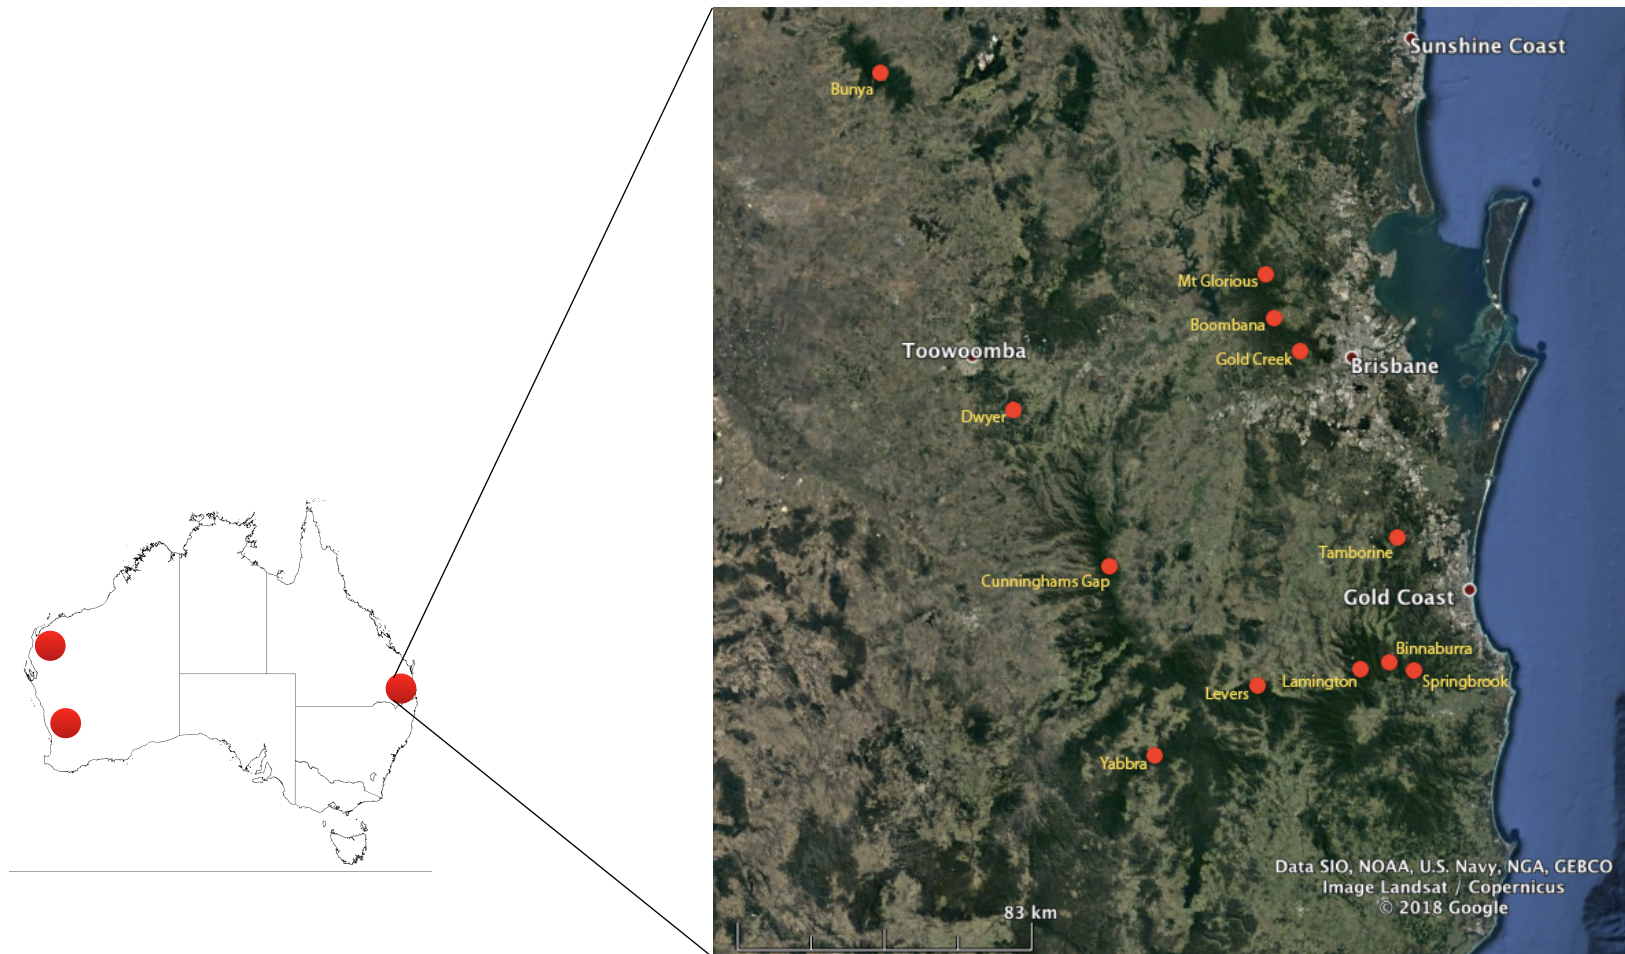 Sunshine Coast
Bunya
Mt Glorious
Boombana
Toowoomba
Gold Creek
Brisbane
Dwyer
Tamborine
Cunninghams Gap
Gold Coast
Binnaburra
Lamington
Springbrook
Levers
Yabbra
Data SIO, NOAA, U.S. Navy, NGA, GEBCO
Image Landsat / Copernicus
© 2018 Google
83 km